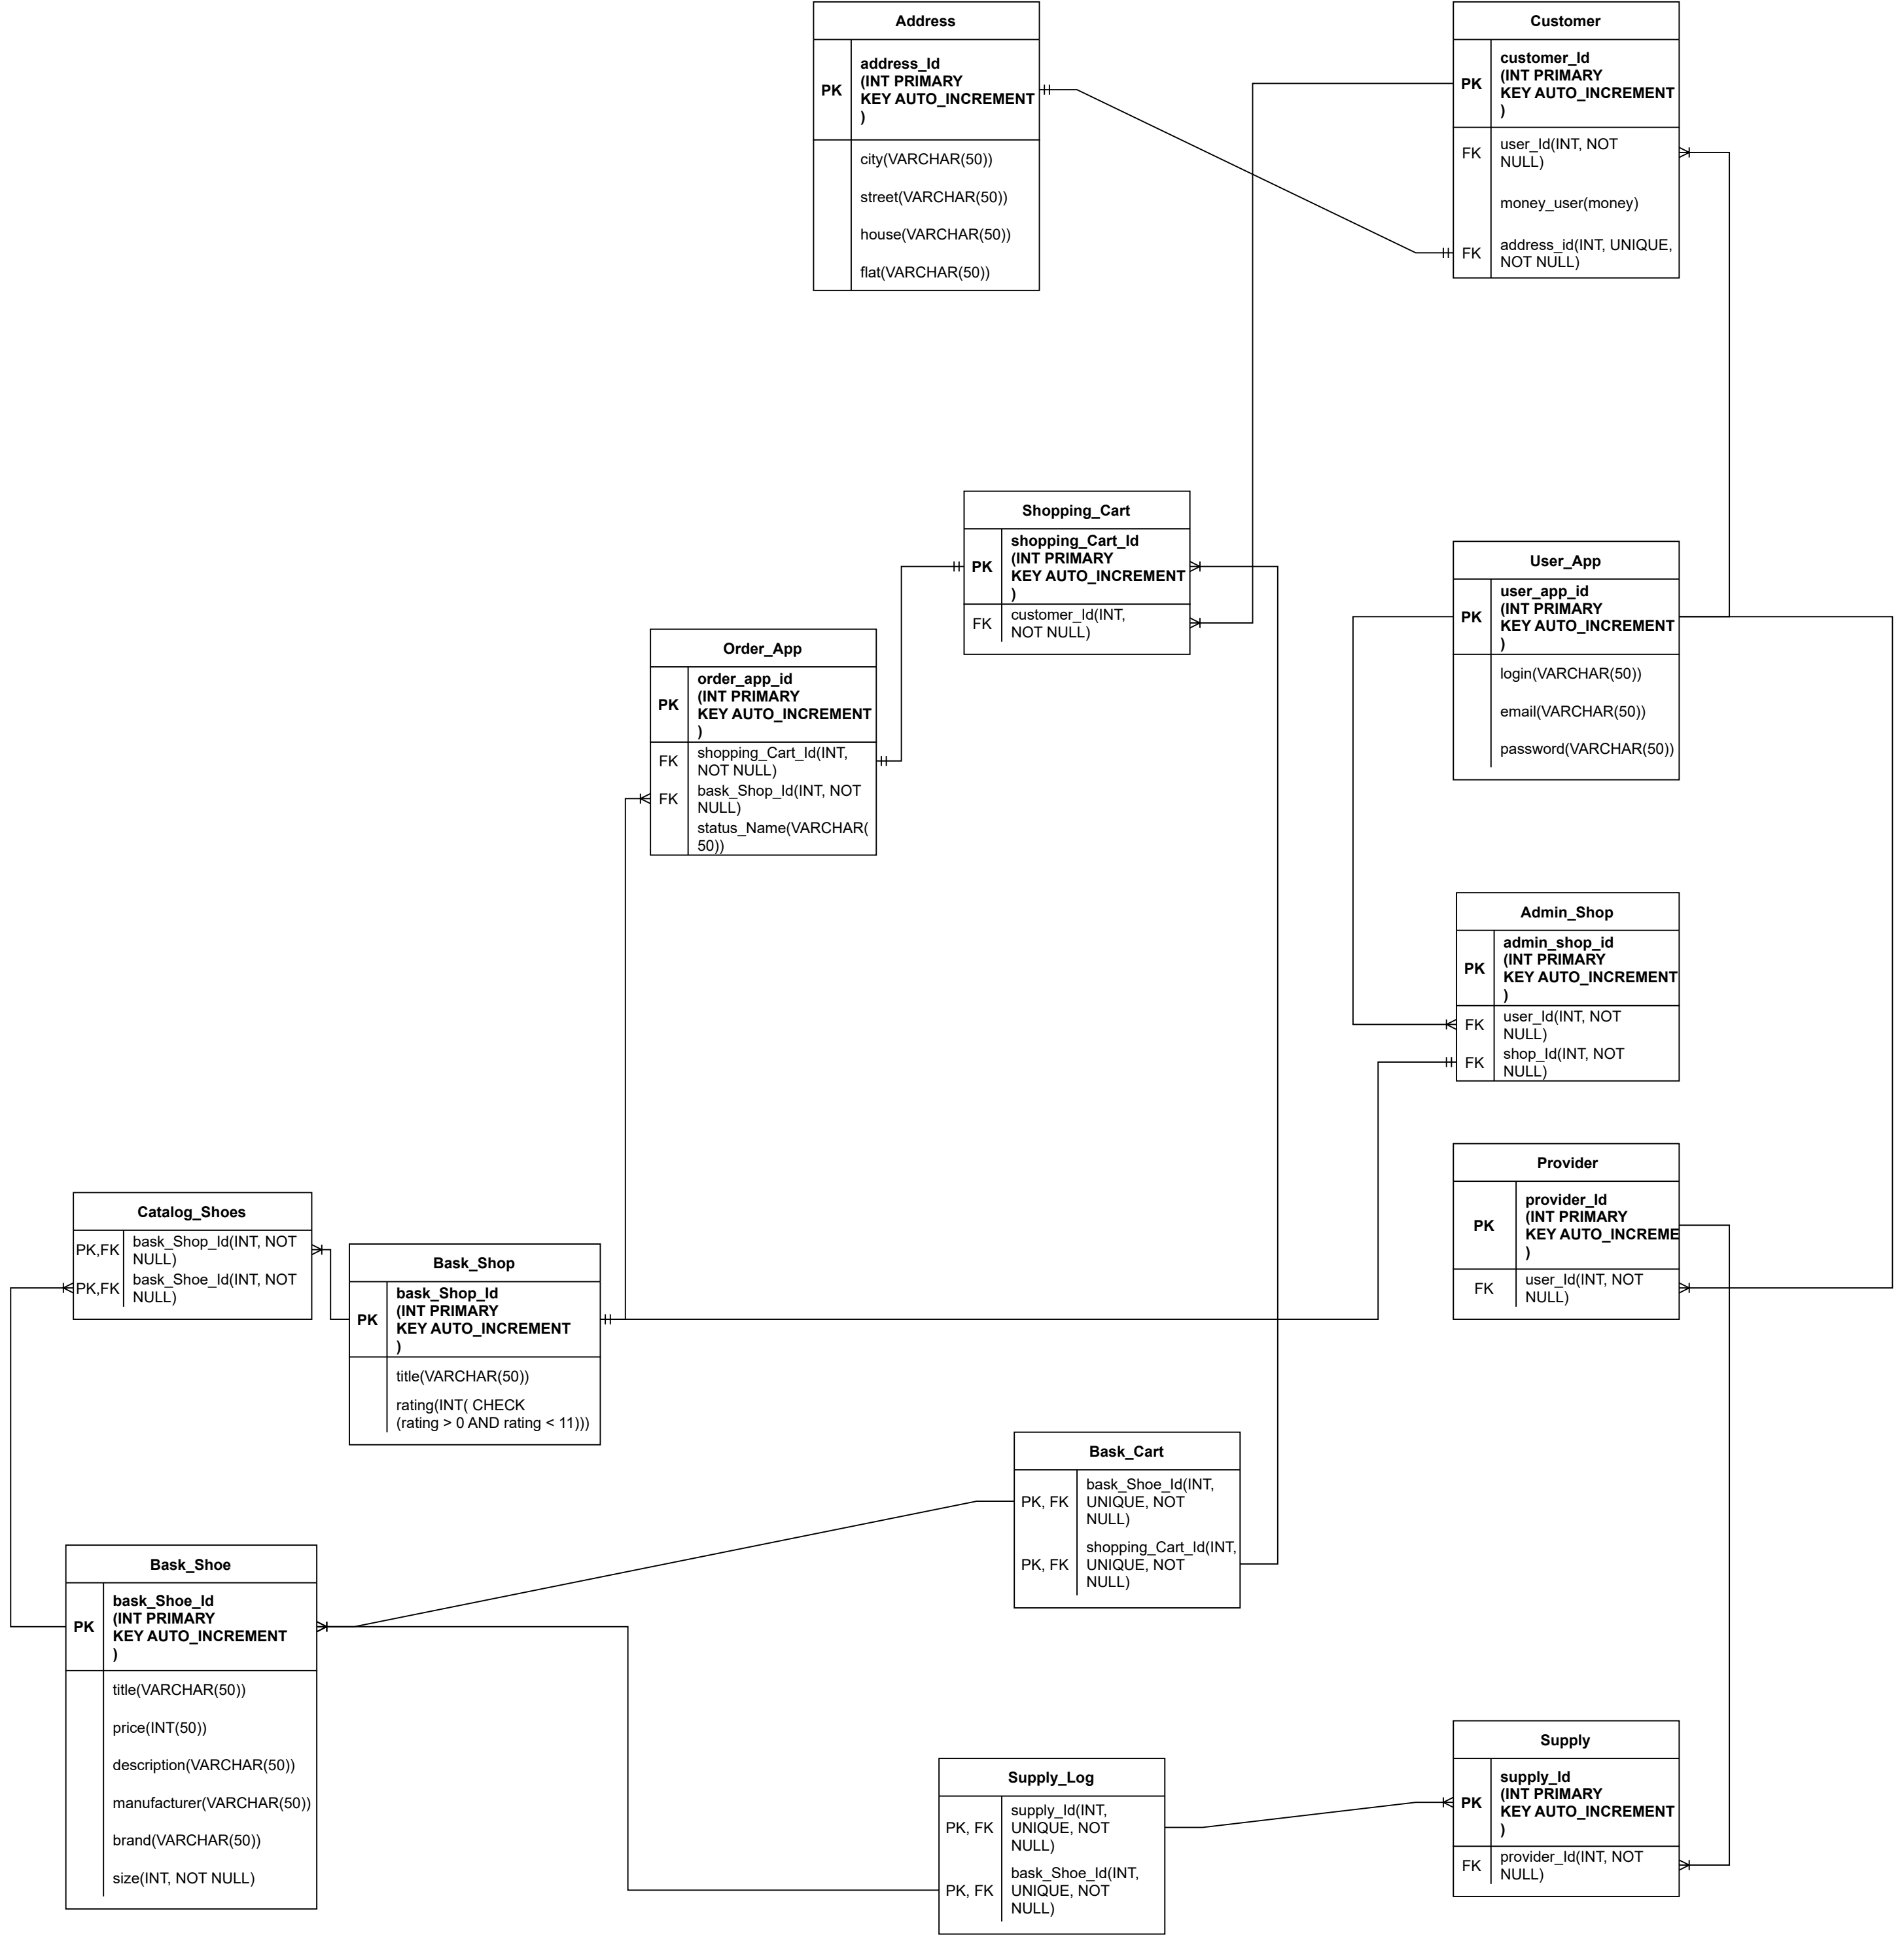 Address
PK
address_Id
(INT PRIMARY
KEY AUTO_INCREMENT
)
city(VARCHAR(50))
street(VARCHAR(50))
house(VARCHAR(50))
flat(VARCHAR(50))
Customer
PK
customer_Id
(INT PRIMARY
KEY AUTO_INCREMENT
)
FK
user_Id(INT, NOT
NULL)
money_user(money)
FK
address_id(INT, UNIQUE,
NOT NULL)
Shopping_Cart
PK
shopping_Cart_Id
(INT PRIMARY
KEY AUTO_INCREMENT
)
FK
customer_Id(INT,
NOT NULL)
User_App
PK
user_app_id
(INT PRIMARY
KEY AUTO_INCREMENT
)
login(VARCHAR(50))
email(VARCHAR(50))
password(VARCHAR(50))
Order_App
PK
order_app_id
(INT PRIMARY
KEY AUTO_INCREMENT
)
FK
shopping_Cart_Id(INT,
NOT NULL)
FK
bask_Shop_Id(INT, NOT
NULL)
status_Name(VARCHAR(
50))
Admin_Shop
PK
admin_shop_id
(INT PRIMARY
KEY AUTO_INCREMENT
)
FK
user_Id(INT, NOT
NULL)
FK
shop_Id(INT, NOT
NULL)
Provider
PK
provider_Id
(INT PRIMARY
KEY AUTO_INCREME
)
FK
user_Id(INT, NOT
NULL)
Catalog_Shoes
PK,FK
bask_Shop_Id(INT, NOT
NULL)
PK,FK
bask_Shoe_Id(INT, NOT
NULL)
Bask_Shop
PK
bask_Shop_Id
(INT PRIMARY
KEY AUTO_INCREMENT
)
title(VARCHAR(50))
rating(INT( CHECK
(rating > 0 AND rating < 11)))
Bask_Cart
PK, FK
bask_Shoe_Id(INT,
UNIQUE, NOT
NULL)
PK, FK
shopping_Cart_Id(INT,
UNIQUE, NOT
NULL)
Bask_Shoe
PK
bask_Shoe_Id
(INT PRIMARY
KEY AUTO_INCREMENT
)
title(VARCHAR(50))
price(INT(50))
description(VARCHAR(50))
manufacturer(VARCHAR(50))
brand(VARCHAR(50))
size(INT, NOT NULL)
Supply_Log
PK, FK
supply_Id(INT,
UNIQUE, NOT
NULL)
PK, FK
bask_Shoe_Id(INT,
UNIQUE, NOT
NULL)
Supply
PK
supply_Id
(INT PRIMARY
KEY AUTO_INCREMENT
)
FK
provider_Id(INT, NOT
NULL)